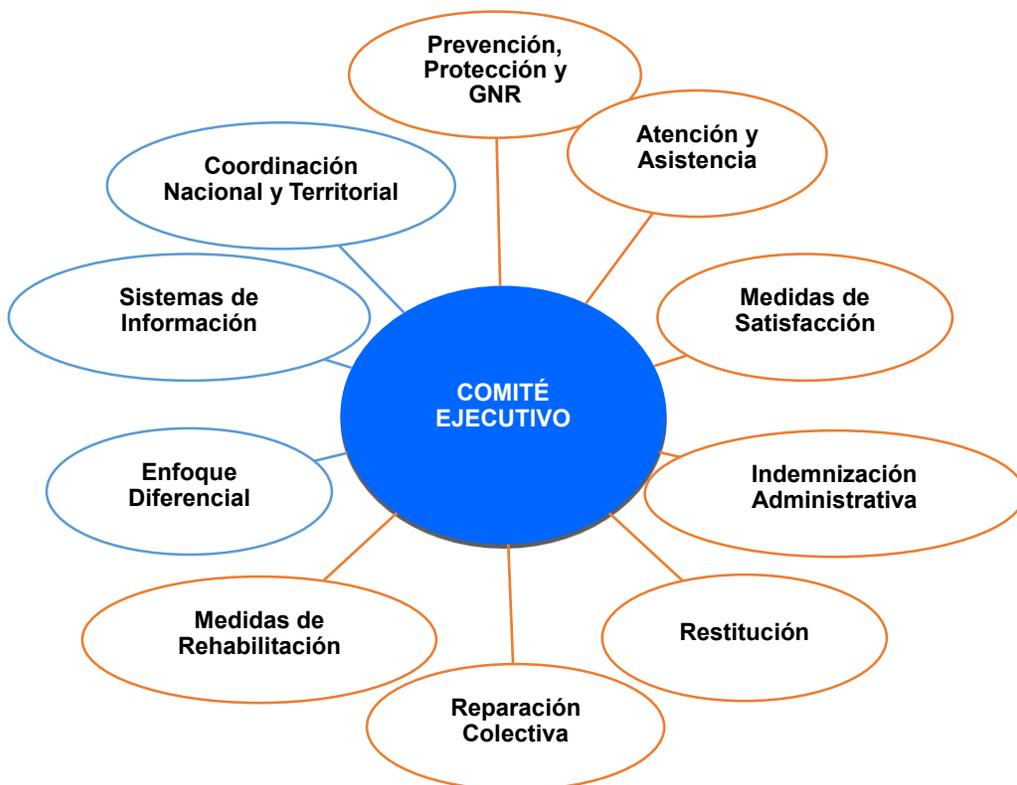 Prevención,
Protección y
GNR
Atención y
Asistencia
Coordinación
Nacional y Territorial
Sistemas de
Información
Medidas de
Satisfacción
COMITÉ
EJECUTIVO
Enfoque
Diferencial
Indemnización
Administrativa
Medidas de
Rehabilitación
Restitución
Reparación
Colectiva